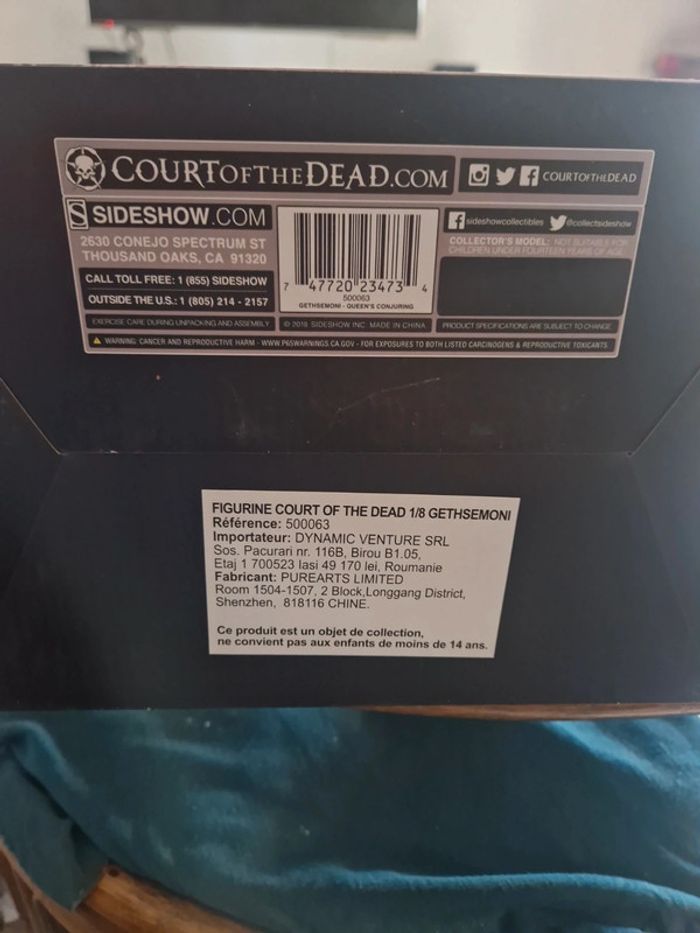 COURTOFTHEDEAD.COM
COURTOFTHEDEAD
S SIDESHOW.COM
2630 CONEJO SPECTRUM ST
THOUSAND OAKS, CA 91320
CALL TOLL FREE: 1 (855) SIDESHOW
OUTSIDE THE U.S.: 1 (805) 214 - 2157
7 47720 23473 4
500063
GETHSEMONI - QUEEN'S CONJURING
sideshowcollectibles
@collectsideshow
COLLECTOR'S MODEL: NOT SUITABLE FOR
CHILDREN UNDER FOURTEEN YEARS OF AGE
EXERCISE CARE DURING UNPACKING AND ASSEMBLY
© 2019 SIDESHOW INC. MADE IN CHINA
PRODUCT SPECIFICATIONS ARE SUBJECT TO CHANGE
WARNING: CANCER AND REPRODUCTIVE HARM - WWW.P65WARNINGS.CA.GOV - FOR EXPOSURES TO BOTH LISTED CARCINOGENS & REPRODUCTIVE TOXICANTS
FIGURINE COURT OF THE DEAD 1/8 GETHSEMONI
Référence: 500063
Importateur: DYNAMIC VENTURE SRL
Sos. Pacurari nr. 116B, Birou B1.05,
Etaj 1 700523 Iasi 49 170 lei, Roumanie
Fabricant: PUREARTS LIMITED
Room 1504-1507, 2 Block,Longgang District,
Shenzhen, 818116 CHINE.
Ce produit est un objet de collection,
ne convient pas aux enfants de moins de 14 ans.